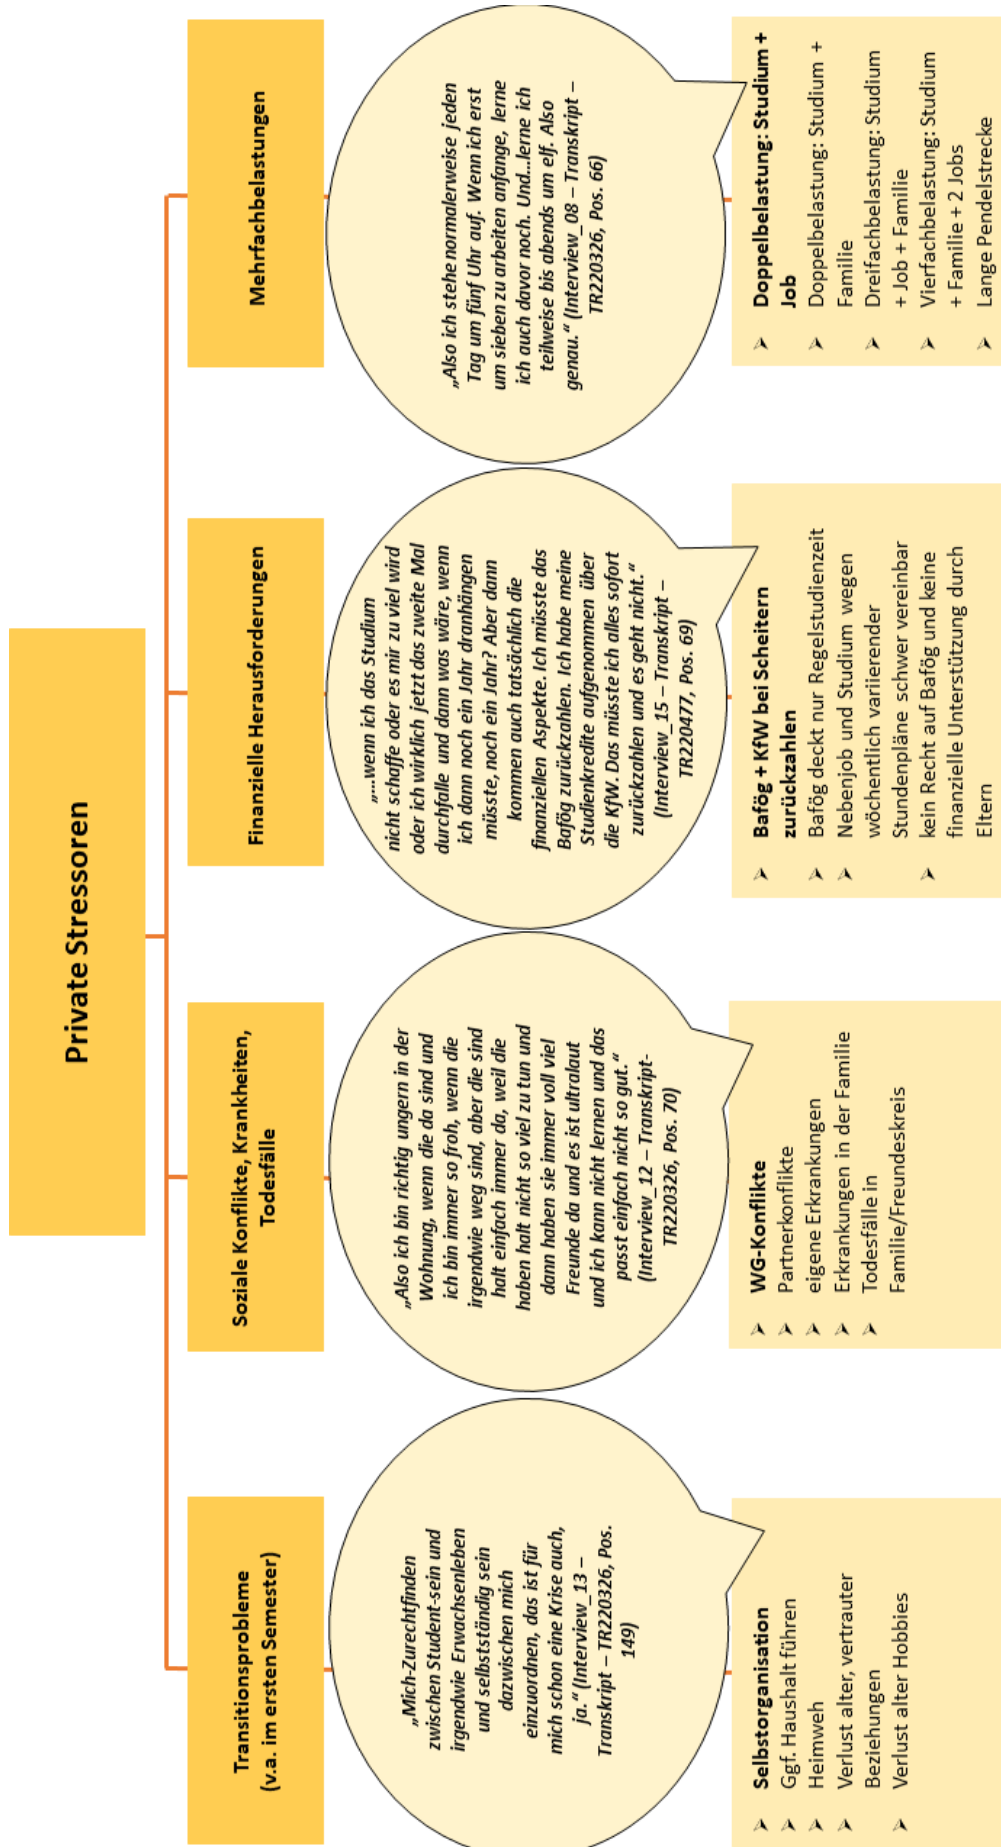 Private Stressoren
Transitionsprobleme
(v.a. im ersten Semester)
„Mich-Zurechtfinden
zwischen Student-sein und
irgendwie Erwachsenleben
und selbstständig sein
dazwischen mich
einzuordnen, das ist für
mich schon eine Krise auch,
ja.“ (Interview_13 –
Transkript – TR220326, Pos.
149)
➢ Selbstorganisation
➢ Ggf. Haushalt führen
➢ Heimweh
➢ Verlust alter, vertrauter
Beziehungen
➢ Verlust alter Hobbies
Soziale Konflikte, Krankheiten,
Todesfälle
„Also ich bin richtig ungern in der
Wohnung, wenn die da sind und
ich bin immer so froh, wenn die
irgendwie weg sind, aber die sind
halt einfach immer da, weil die
haben halt nicht so viel zu tun und
dann haben sie immer voll viel
Freunde da und es ist ultralaut
und ich kann nicht lernen und das
passt einfach nicht so gut.“
(Interview_12 – Transkript-
TR220326, Pos. 70)
➢ WG-Konflikte
➢ Partnerkonflikte
➢ eigene Erkrankungen
➢ Erkrankungen in der Familie
➢ Todesfälle in
Familie/Freundeskreis
Finanzielle Herausforderungen
„...wenn ich das Studium
nicht schaffe oder es mir zu viel wird
oder ich wirklich jetzt das zweite Mal
durchfalle und dann was wäre, wenn
ich dann noch ein Jahr dranhängen
müsste, noch ein Jahr? Aber dann
kommen auch tatsächlich die
finanziellen Aspekte. Ich müsste das
Bafög zurückzahlen. Ich habe meine
Studienkredite aufgenommen über
die KfW. Das müsste ich alles sofort
zurückzahlen und es geht nicht.“
(Interview_15 – Transkript –
TR220477, Pos. 69)
➢ Bafög + KfW bei Scheitern
zurückzahlen
➢ Bafög deckt nur Regelstudienzeit
➢ Nebenjob und Studium wegen
wöchentlich variierender
Stundenpläne schwer vereinbar
➢ kein Recht auf Bafög und keine
finanzielle Unterstützung durch
Eltern
Mehrfachbelastungen
„Also ich stehe normalerweise jeden
Tag um fünf Uhr auf. Wenn ich erst
um sieben zu arbeiten anfange, lerne
ich auch davor noch. Und...lerne ich
teilweise bis abends um elf. Also
genau.“ (Interview_08 – Transkript –
TR220326, Pos. 66)
➢ Doppelbelastung: Studium +
Job
➢ Doppelbelastung: Studium +
Familie
➢ Dreifachbelastung: Studium
+ Job + Familie
➢ Vierfachbelastung: Studium
+ Familie + 2 Jobs
➢ Lange Pendelstrecke